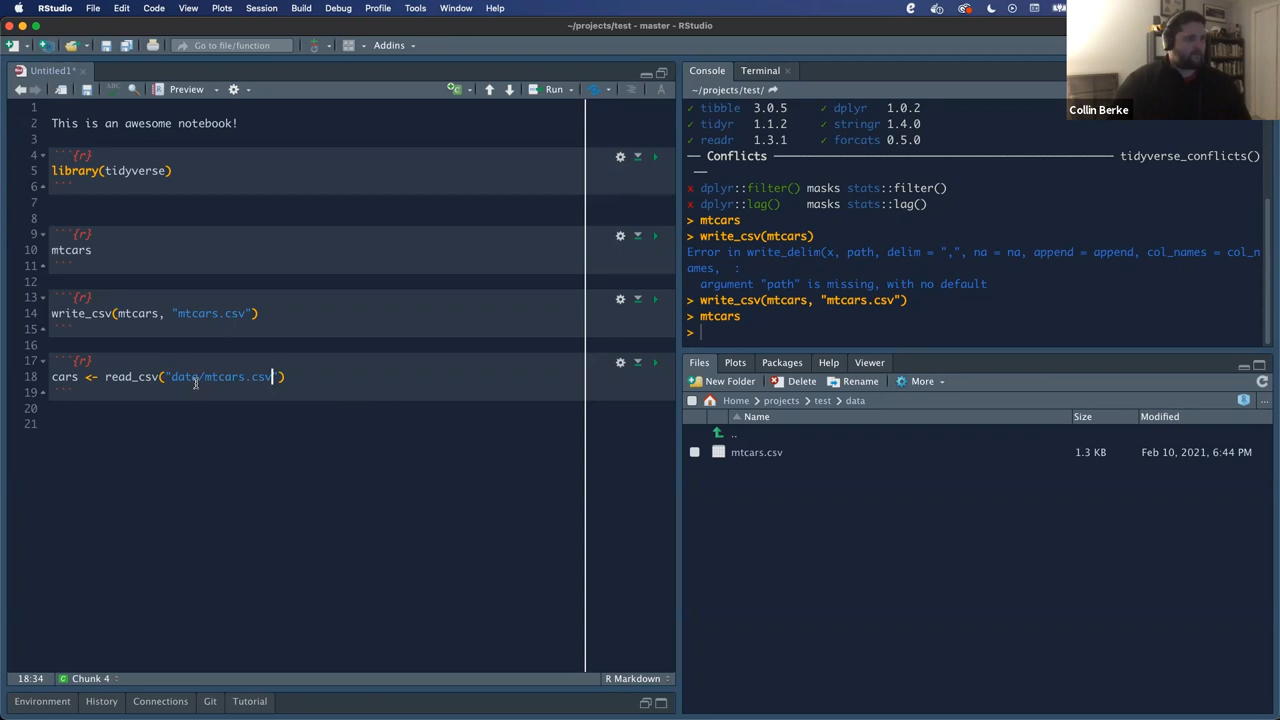 RStudio File Edit Code View Plots Session Build Debug Profile Tools Window Help
~/projects/test - master - RStudio
Go to file/function Addins
Untitled1*
Preview Run
1
2 This is an awesome notebook!
3
4 ```{r}
5 library(tidyverse)
6 ```
7
8
9 ```{r}
10 mtcars
11 ```
12
13 ```{r}
14 write_csv(mtcars, "mtcars.csv")
15 ```
16
17 ```{r}
18 cars <- read_csv("data/mtcars.csv")
19 ```
20
21
18:34 Chunk 4 R Markdown
Environment History Git Connections Tutorial
Console Terminal
~/projects/test/
✓ tibble 3.0.5 ✓ dplyr 1.0.2
✓ tidyr 1.1.2 ✓ stringr 1.4.0
✓ readr 1.3.1 ✓ forcats 0.5.0
── Conflicts ──────── tidyverse_conflicts()
──
x dplyr::filter() masks stats::filter()
x dplyr::lag() masks stats::lag()
> mtcars
> write_csv(mtcars)
Error in write_delim(x, path, delim = ",", na = na, append = append, col_names = col_n
ames, :
argument "path" is missing, with no default
> write_csv(mtcars, "mtcars.csv")
> mtcars
>
Files Plots Packages Help Viewer
New Folder Delete Rename More
Home projects test data
Name Size Modified
..
mtcars.csv 1.3 KB Feb 10, 2021, 6:44 PM
Collin Berke